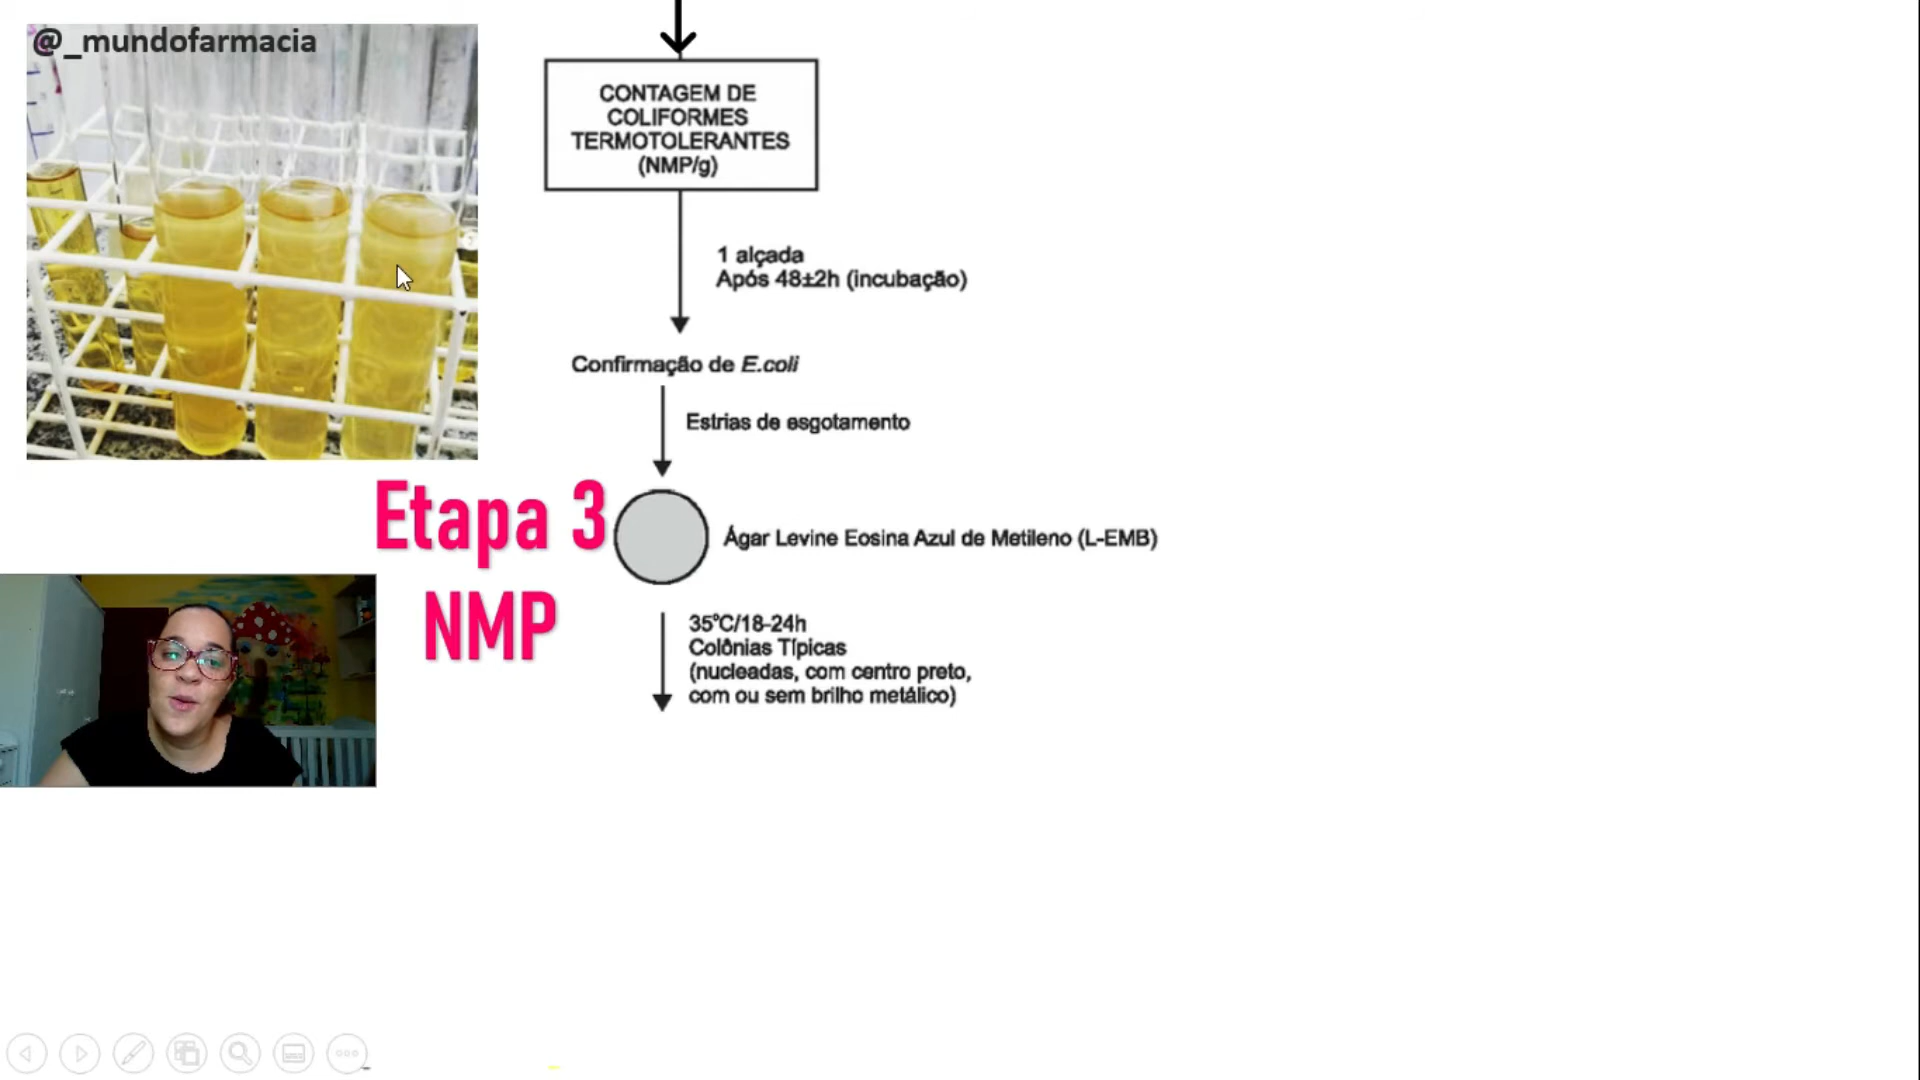 @_mundofarmacia
CONTAGEM DE
COLIFORMES
TERMOTOLERANTES
(NMP/g)
1 alçada
Após 48±2h (incubação)
Confirmação de E.coli
Estrias de esgotamento
Etapa 3
NMP
Ágar Levine Eosina Azul de Metileno (L-EMB)
35°C/18-24h
Colônias Típicas
(nucleadas, com centro preto,
com ou sem brilho metálico)